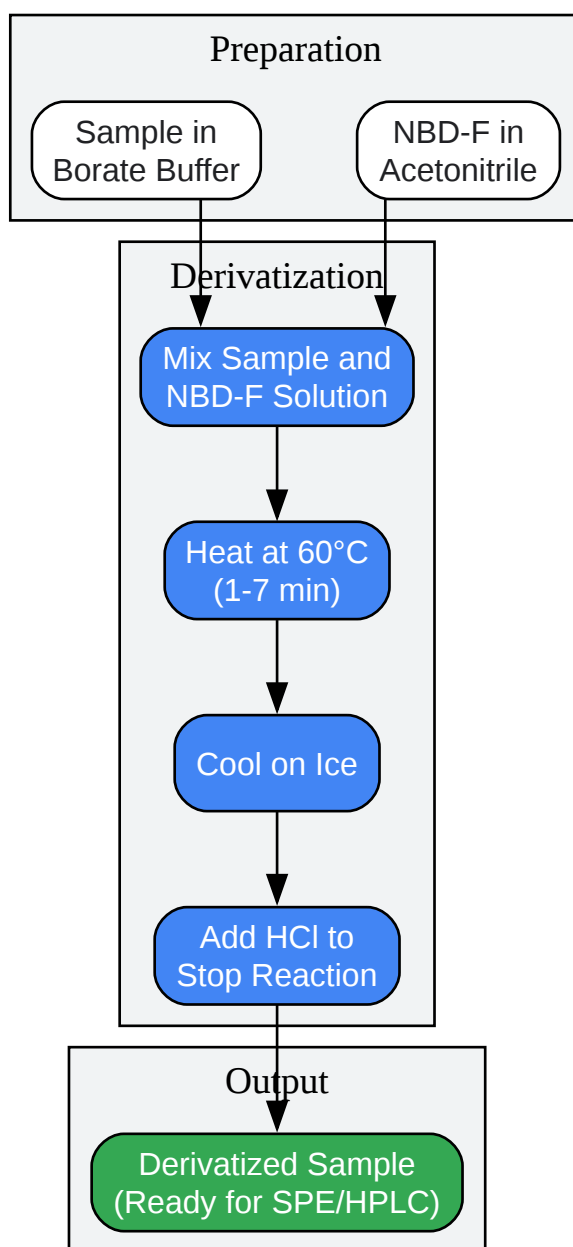 Preparation
Sample in
Borate Buffer
NBD-F in
Acetonitrile
Derivatization
Mix Sample and
NBD-F Solution
Heat at 60°C
(1-7 min)
Cool on Ice
Add HCl to
Stop Reaction
Output
Derivatized Sample
(Ready for SPE/HPLC)